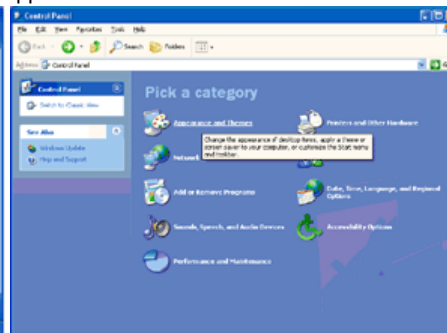 Control Panel
File Edit View Favorites Tools Help
Back Search Folders
Address Control Panel
Control Panel
Switch to Classic View
See Also
Windows Update
Help and Support
Pick a category
Appearance and Themes
Printers and Other Hardware
Change the appearance of desktop items, apply a theme or
screen saver to your computer, or customize the Start menu
and taskbar.
Network
Add or Remove Programs
Date, Time, Language, and Regional
Options
Sounds, Speech, and Audio Devices
Accessibility Options
Performance and Maintenance